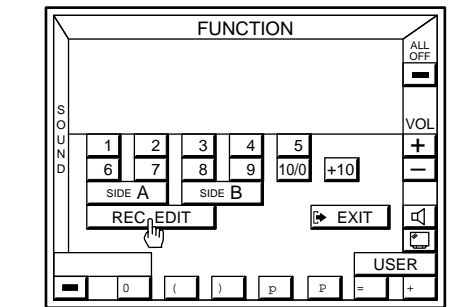 FUNCTION
ALL
OFF
SOUND
VOL
1 2 3 4 5 +
6 7 8 9 10/0 +10 −
SIDE A SIDE B
REC EDIT EXIT
USER
0 ( ) p P = +